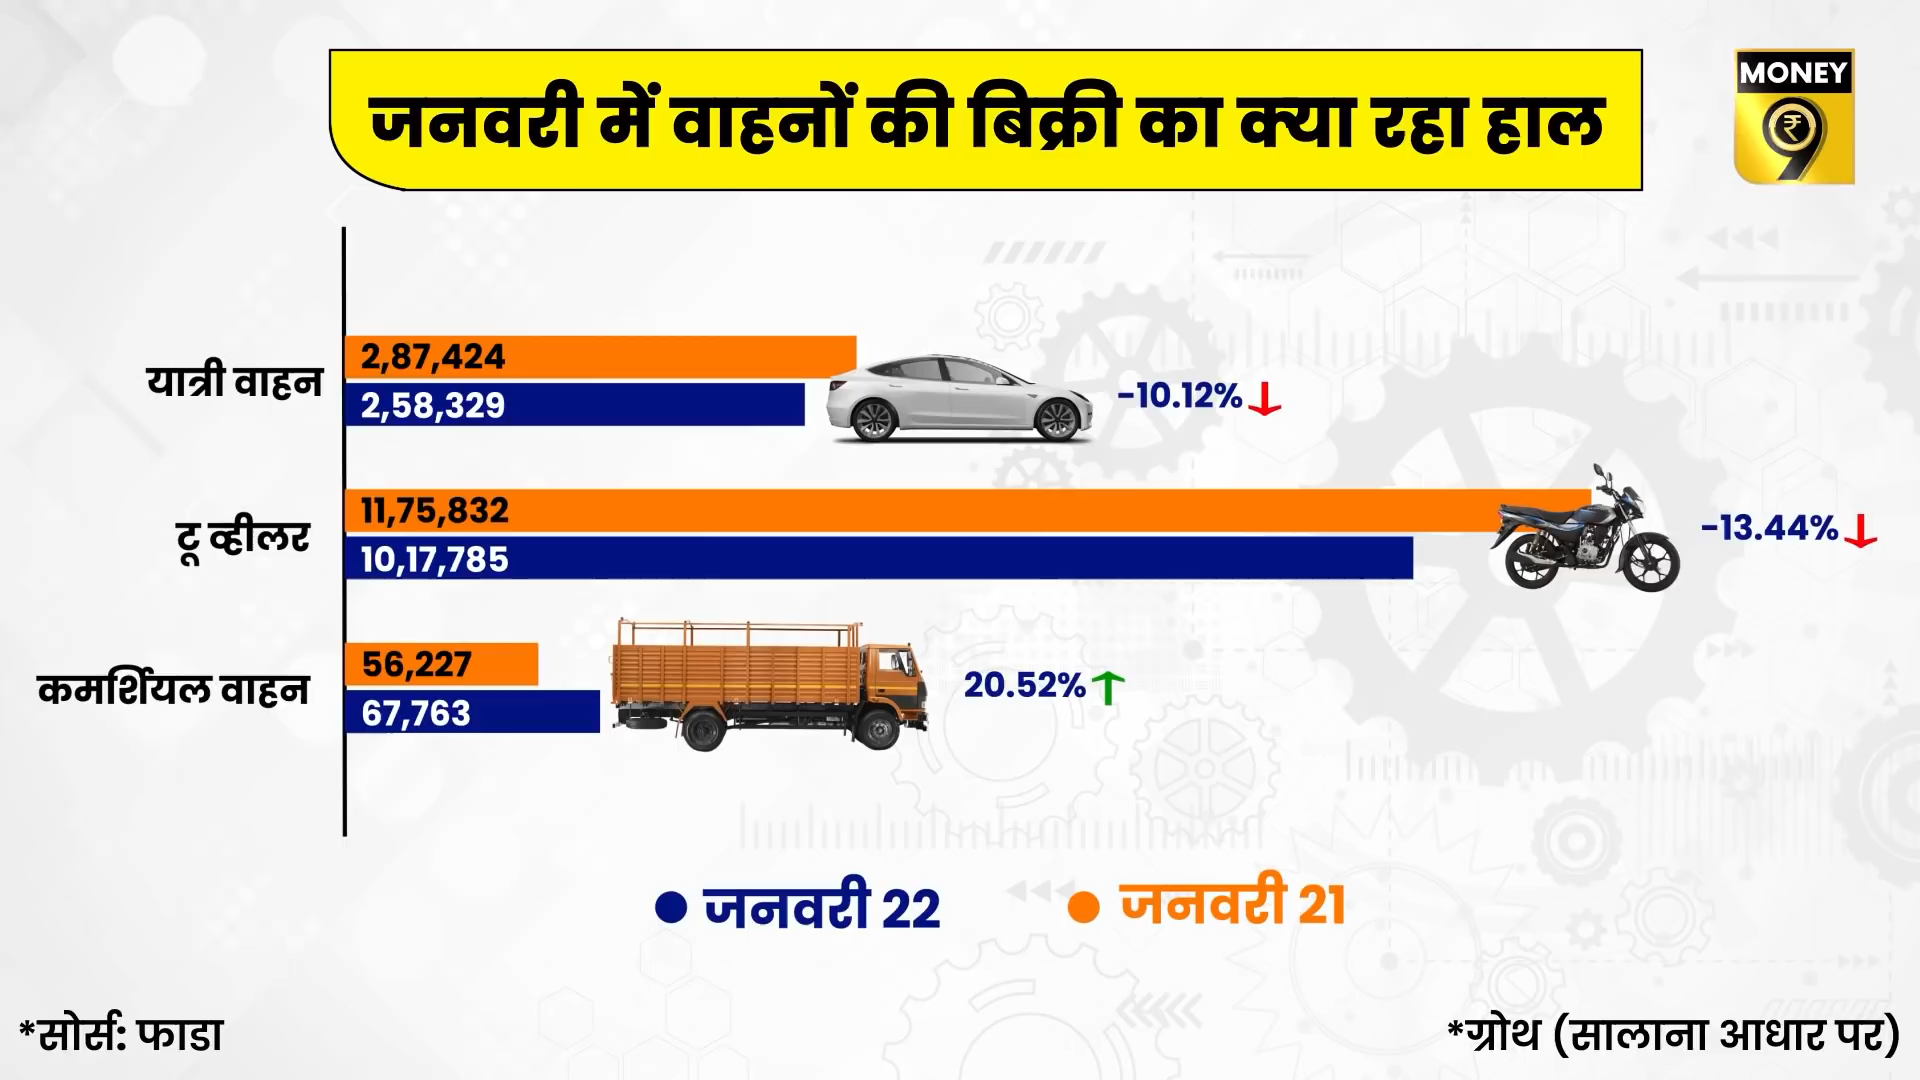 जनवरी में वाहनों की बिक्री का क्या रहा हाल
MONEY
9
₹
यात्री वाहन
2,87,424
2,58,329
-10.12%↓
टू व्हीलर
11,75,832
10,17,785
-13.44%↓
कमर्शियल वाहन
56,227
67,763
20.52%↑
जनवरी 22
जनवरी 21
*सोर्स: फाडा
*ग्रोथ (सालाना आधार पर)